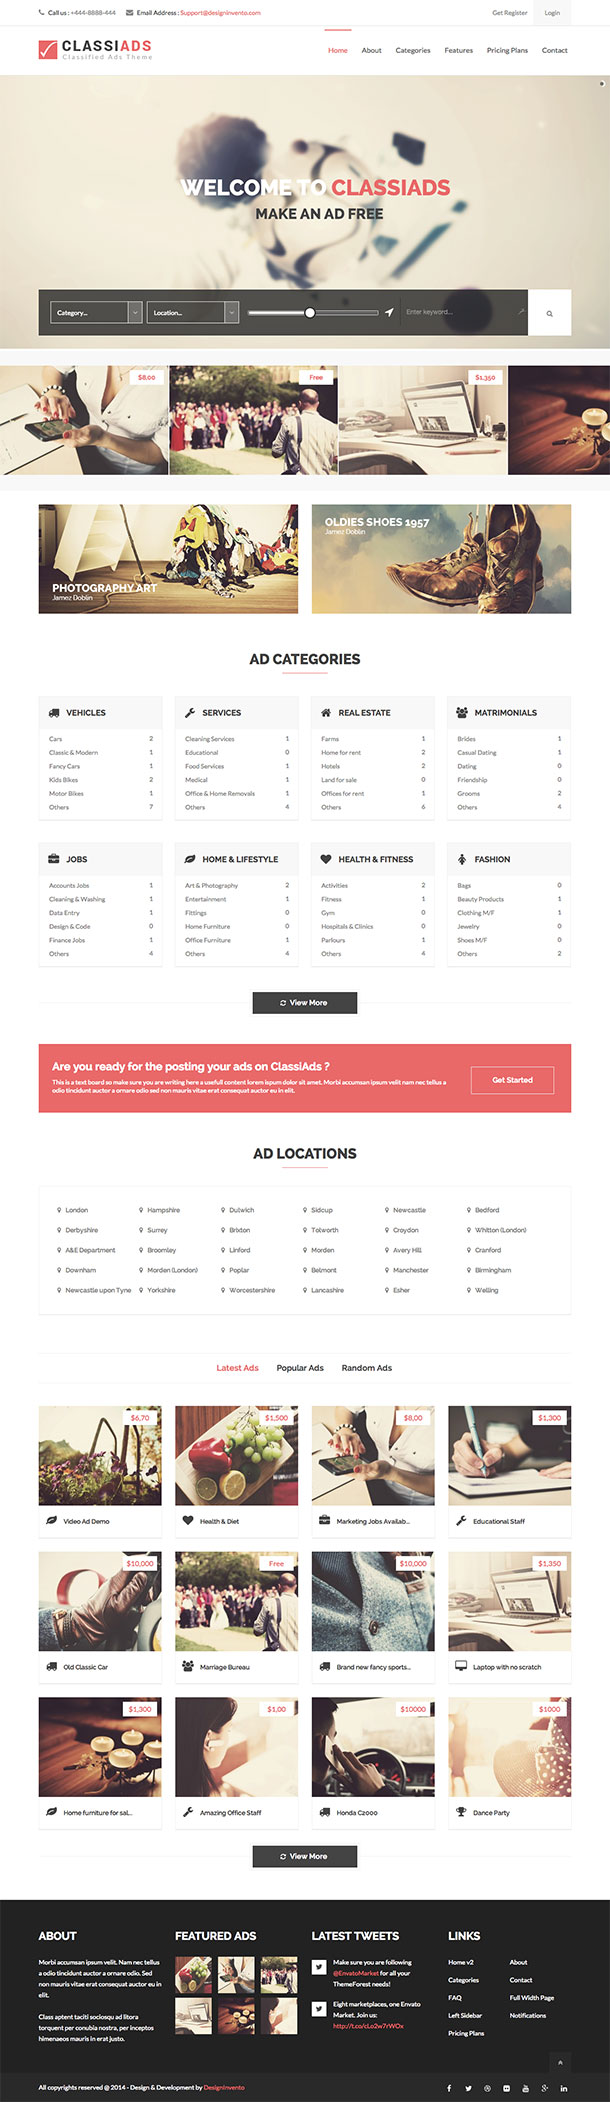 Call us : +444-8888-444 Email Address : Support@designinvento.com Get Register Login
CLASSIADS
Classified Ads Theme
Home About Categories Features Pricing Plans Contact
WELCOME TO CLASSIADS
MAKE AN AD FREE
Category... Location... Enter keyword...
$8,00 Free $1,350
OLDIES SHOES 1957
Jamez Doblin
PHOTOGRAPHY ART
Jamez Doblin
AD CATEGORIES
VEHICLES
Cars 2
Classic & Modern 1
Fancy Cars 1
Kids Bikes 2
Motor Bikes 1
Others 7
SERVICES
Cleaning Services 1
Educational 0
Food Services 1
Medical 1
Office & Home Removals 1
Others 4
REAL ESTATE
Farms 1
Home for rent 2
Hotels 2
Land for sale 0
Offices for rent 1
Others 6
MATRIMONIALS
Brides 1
Casual Dating 1
Dating 0
Friendship 0
Grooms 2
Others 4
JOBS
Accounts Jobs 1
Cleaning & Washing 1
Data Entry 1
Design & Code 0
Finance Jobs 1
Others 4
HOME & LIFESTYLE
Art & Photography 2
Entertainment 1
Fittings 0
Home Furniture 1
Office Furniture 1
Others 4
HEALTH & FITNESS
Activities 2
Fitness 1
Gym 0
Hospitals & Clinics 0
Parlours 1
Others 4
FASHION
Bags 0
Beauty Products 1
Clothing M/F 1
Jewelry 0
Shoes M/F 0
Others 2
View More
Are you ready for the posting your ads on ClassiAds ?
This is a text board so make sure you are writing here a usefull content lorem ispum dolor sit amet. Morbi accumsan ipsum velit nam nec tellus a
odio tincidunt auctor a ornare odio sed non mauris vitae erat consequat auctor eu in elit.
Get Started
AD LOCATIONS
London Hampshire Dulwich Sidcup Newcastle Bedford
Derbyshire Surrey Brixton Tolworth Croydon Whitton (London)
A&E Department Broomley Linford Morden Avery Hill Cranford
Downham Morden (London) Poplar Belmont Manchester Birmingham
Newcastle upon Tyne Yorkshire Worcestershire Lancashire Esher Welling
Latest Ads Popular Ads Random Ads
$6,70 $1,500 $8,00 $1,300
Video Ad Demo Health & Diet Marketing Jobs Availab... Educational Staff
$10,000 Free $10,000 $1,350
Old Classic Car Marriage Bureau Brand new fancy sports... Laptop with no scratch
$1,300 $1,00 $10000 $1000
Home furniture for sal... Amazing Office Staff Honda C2000 Dance Party
View More
ABOUT
Morbi accumsan ipsum velit. Nam nec tellus
a odio tincidunt auctor a ornare odio. Sed
non mauris vitae erat consequat auctor eu in
elit.
Class aptent taciti sociosqu ad litora
torquent per conubia nostra, per inceptos
himenaeos mauris in erat justo.
FEATURED ADS
LATEST TWEETS
Make sure you are following
@EnvatoMarket for all your
ThemeForest needs!
Eight marketplaces, one Envato
Market. Join us:
http://t.co/cLo2w7rWOx
LINKS
Home v2 About
Categories Contact
FAQ Full Width Page
Left Sidebar Notifications
Pricing Plans
All copyrights reserved @ 2014 - Design & Development by DesignInvento